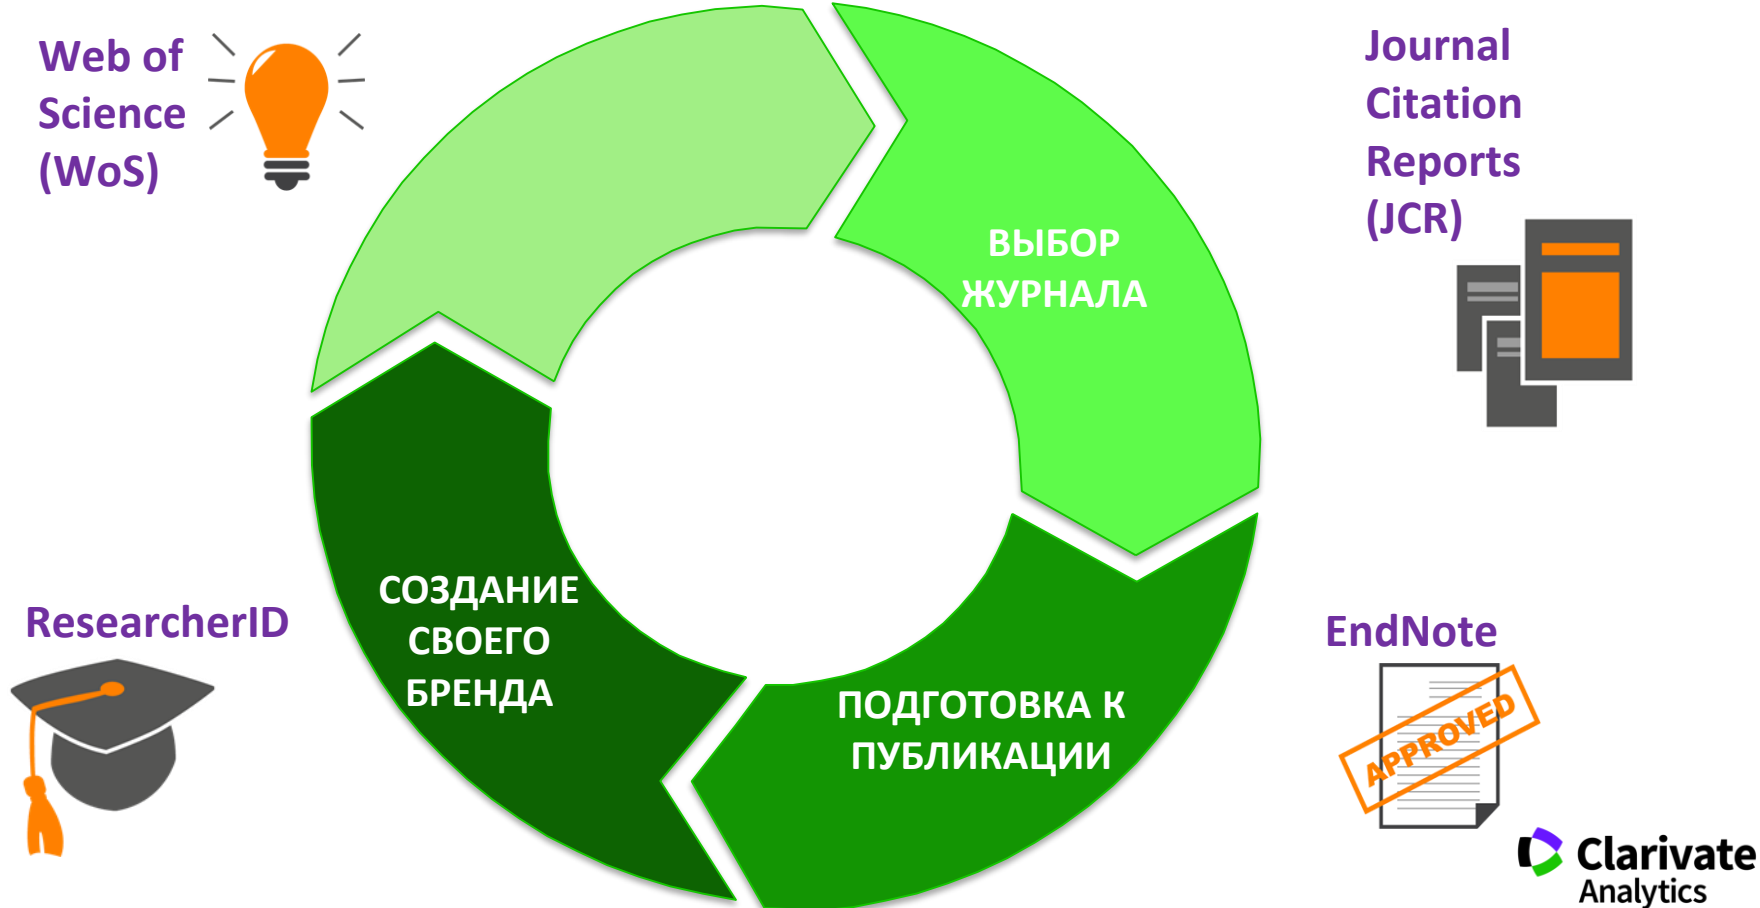 Web of
Science
(WoS)
Journal
Citation
Reports
(JCR)
ВЫБОР
ЖУРНАЛА
СОЗДАНИЕ
СВОЕГО
БРЕНДА
ResearcherID
EndNote
ПОДГОТОВКА К
ПУБЛИКАЦИИ
APPROVED
Clarivate
Analytics